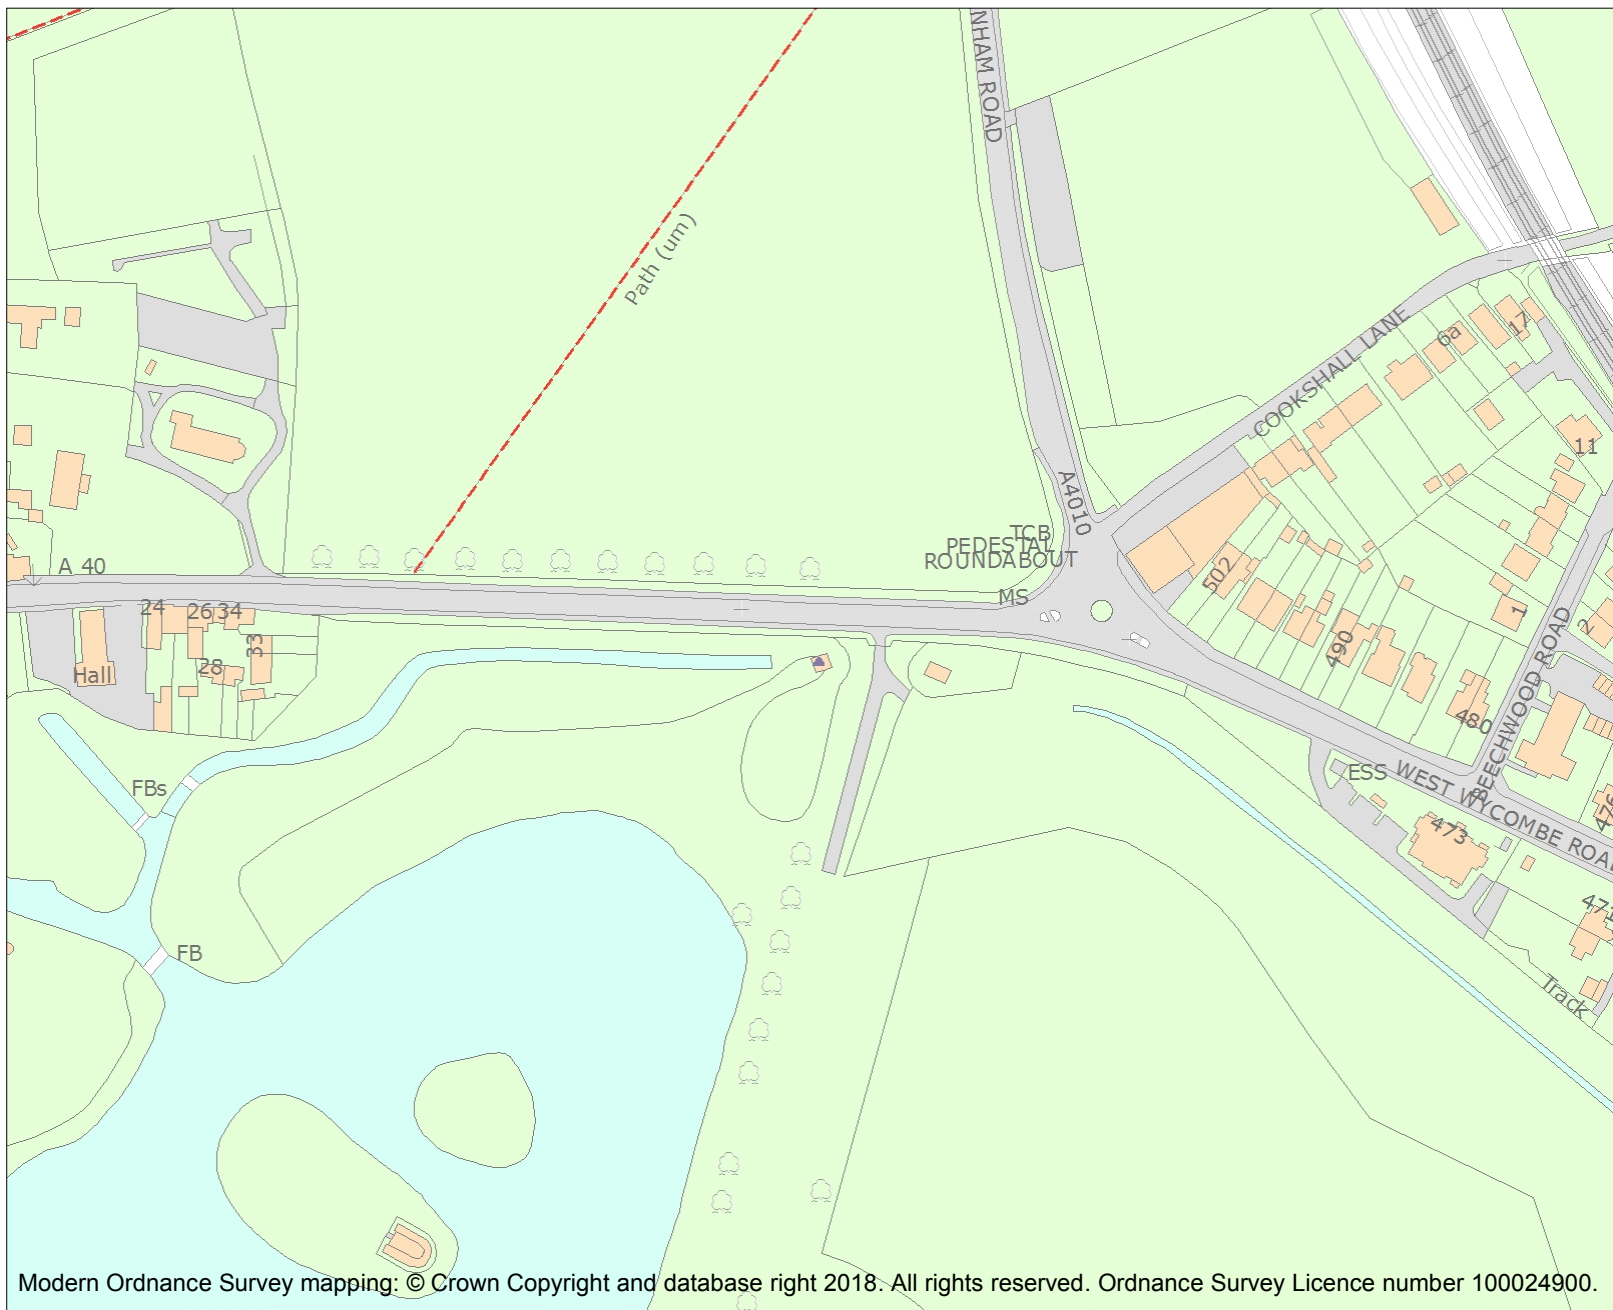 NHAM ROAD
Path (um)
COOKSHALL LANE
6a
17
11
A4010
TCB
PEDESTAL
ROUNDABOUT
MS
A 40
24
26
34
33
28
Hall
502
490
480
1
2
BEECHWOOD ROAD
ESS
WEST WYCOMBE ROA
473
476
FBs
FB
Track
Modern Ordnance Survey mapping: © Crown Copyright and database right 2018. All rights reserved. Ordnance Survey Licence number 100024900.